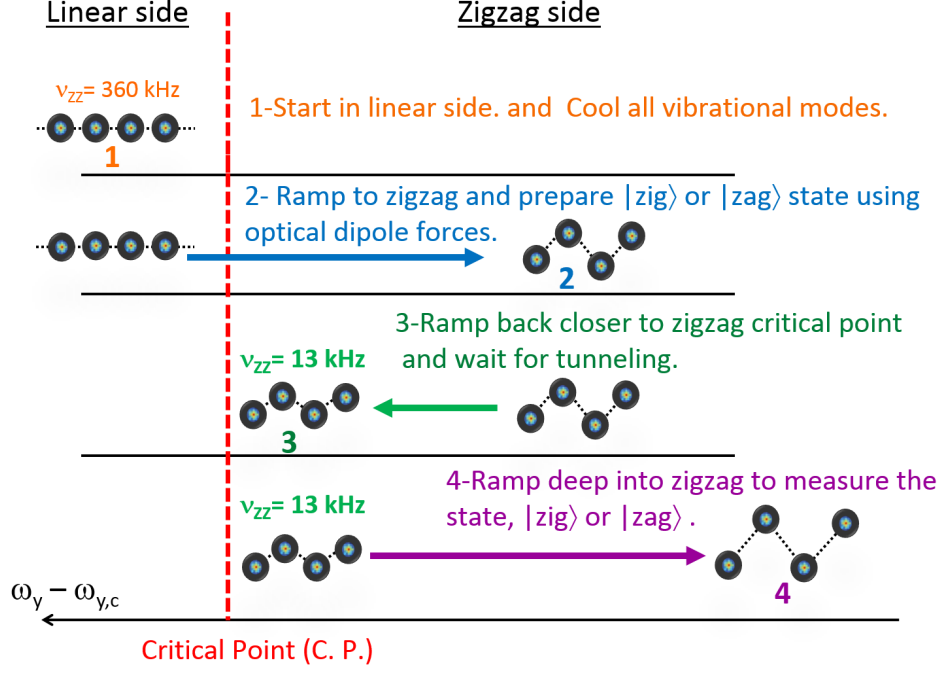 Linear side
Zigzag side
νzz= 360 kHz
1
1-Start in linear side. and Cool all vibrational modes.
2- Ramp to zigzag and prepare |zig⟩ or |zag⟩ state using
optical dipole forces.
2
3-Ramp back closer to zigzag critical point
and wait for tunneling.
νzz= 13 kHz
3
4-Ramp deep into zigzag to measure the
state, |zig⟩ or |zag⟩ .
νzz= 13 kHz
4
ωy − ωy,c
Critical Point (C. P.)